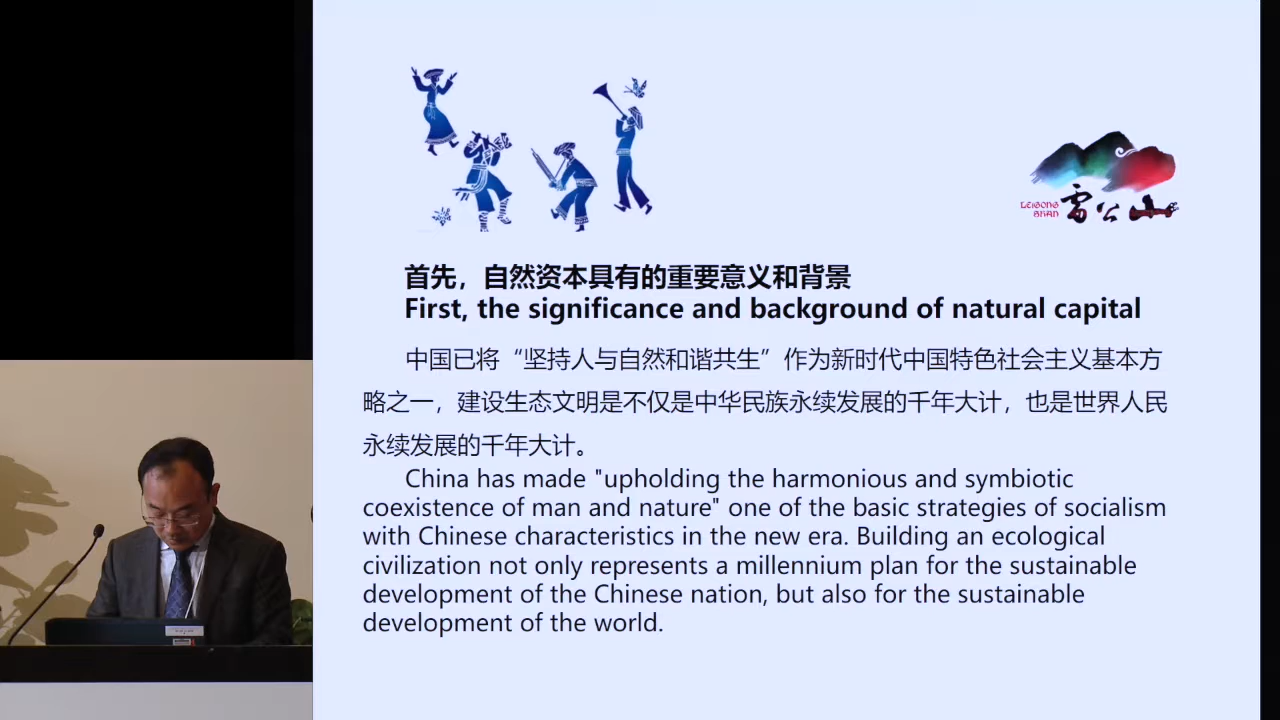 LEIGONG
SHAN
雷公山
首先，自然资本具有的重要意义和背景
First, the significance and background of natural capital
中国已将“坚持人与自然和谐共生”作为新时代中国特色社会主义基本方
略之一，建设生态文明是不仅是中华民族永续发展的千年大计，也是世界人民
永续发展的千年大计。
China has made "upholding the harmonious and symbiotic
coexistence of man and nature" one of the basic strategies of socialism
with Chinese characteristics in the new era. Building an ecological
civilization not only represents a millennium plan for the sustainable
development of the Chinese nation, but also for the sustainable
development of the world.